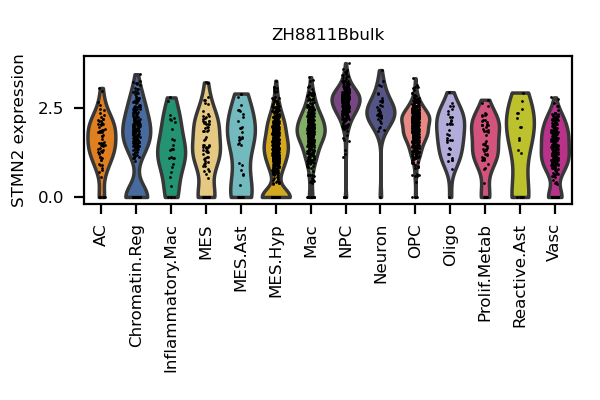 ZH8811Bbulk
STMN2 expression
2.5
0.0
AC
Chromatin.Reg
Inflammatory.Mac
MES
MES.Ast
MES.Hyp
Mac
NPC
Neuron
OPC
Oligo
Prolif.Metab
Reactive.Ast
Vasc